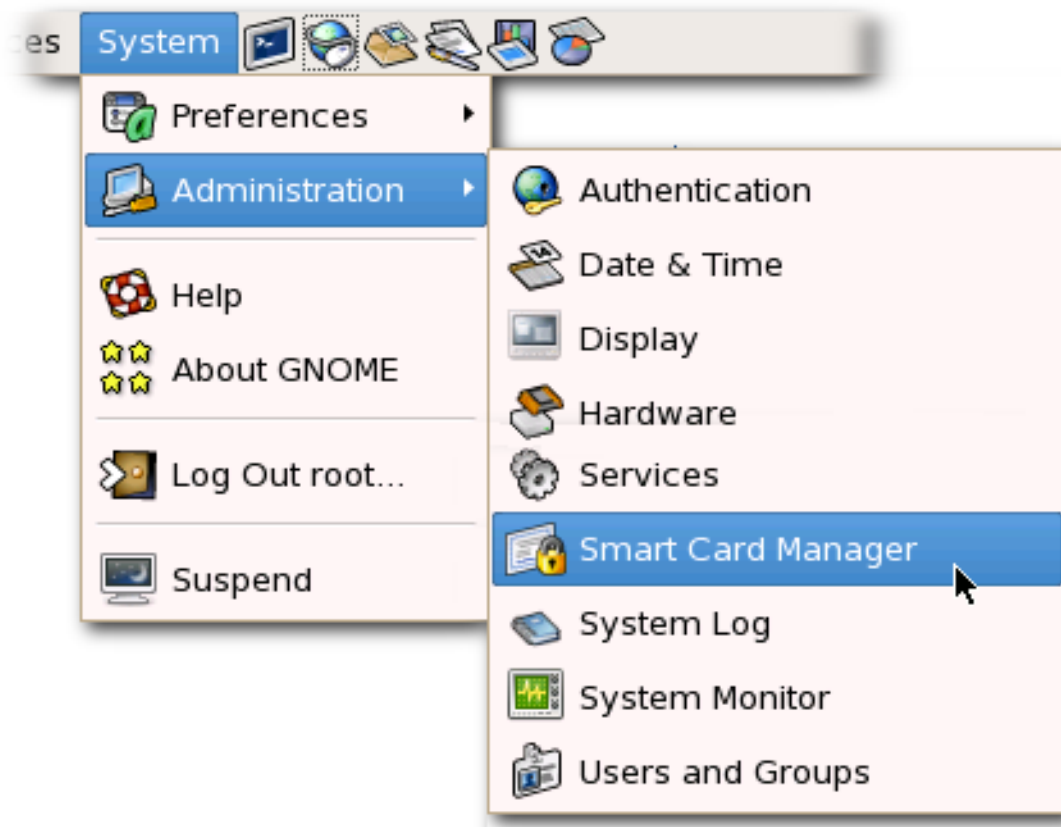 es System
Preferences
Administration
Help
About GNOME
Log Out root...
Suspend
Authentication
Date & Time
Display
Hardware
Services
Smart Card Manager
System Log
System Monitor
Users and Groups